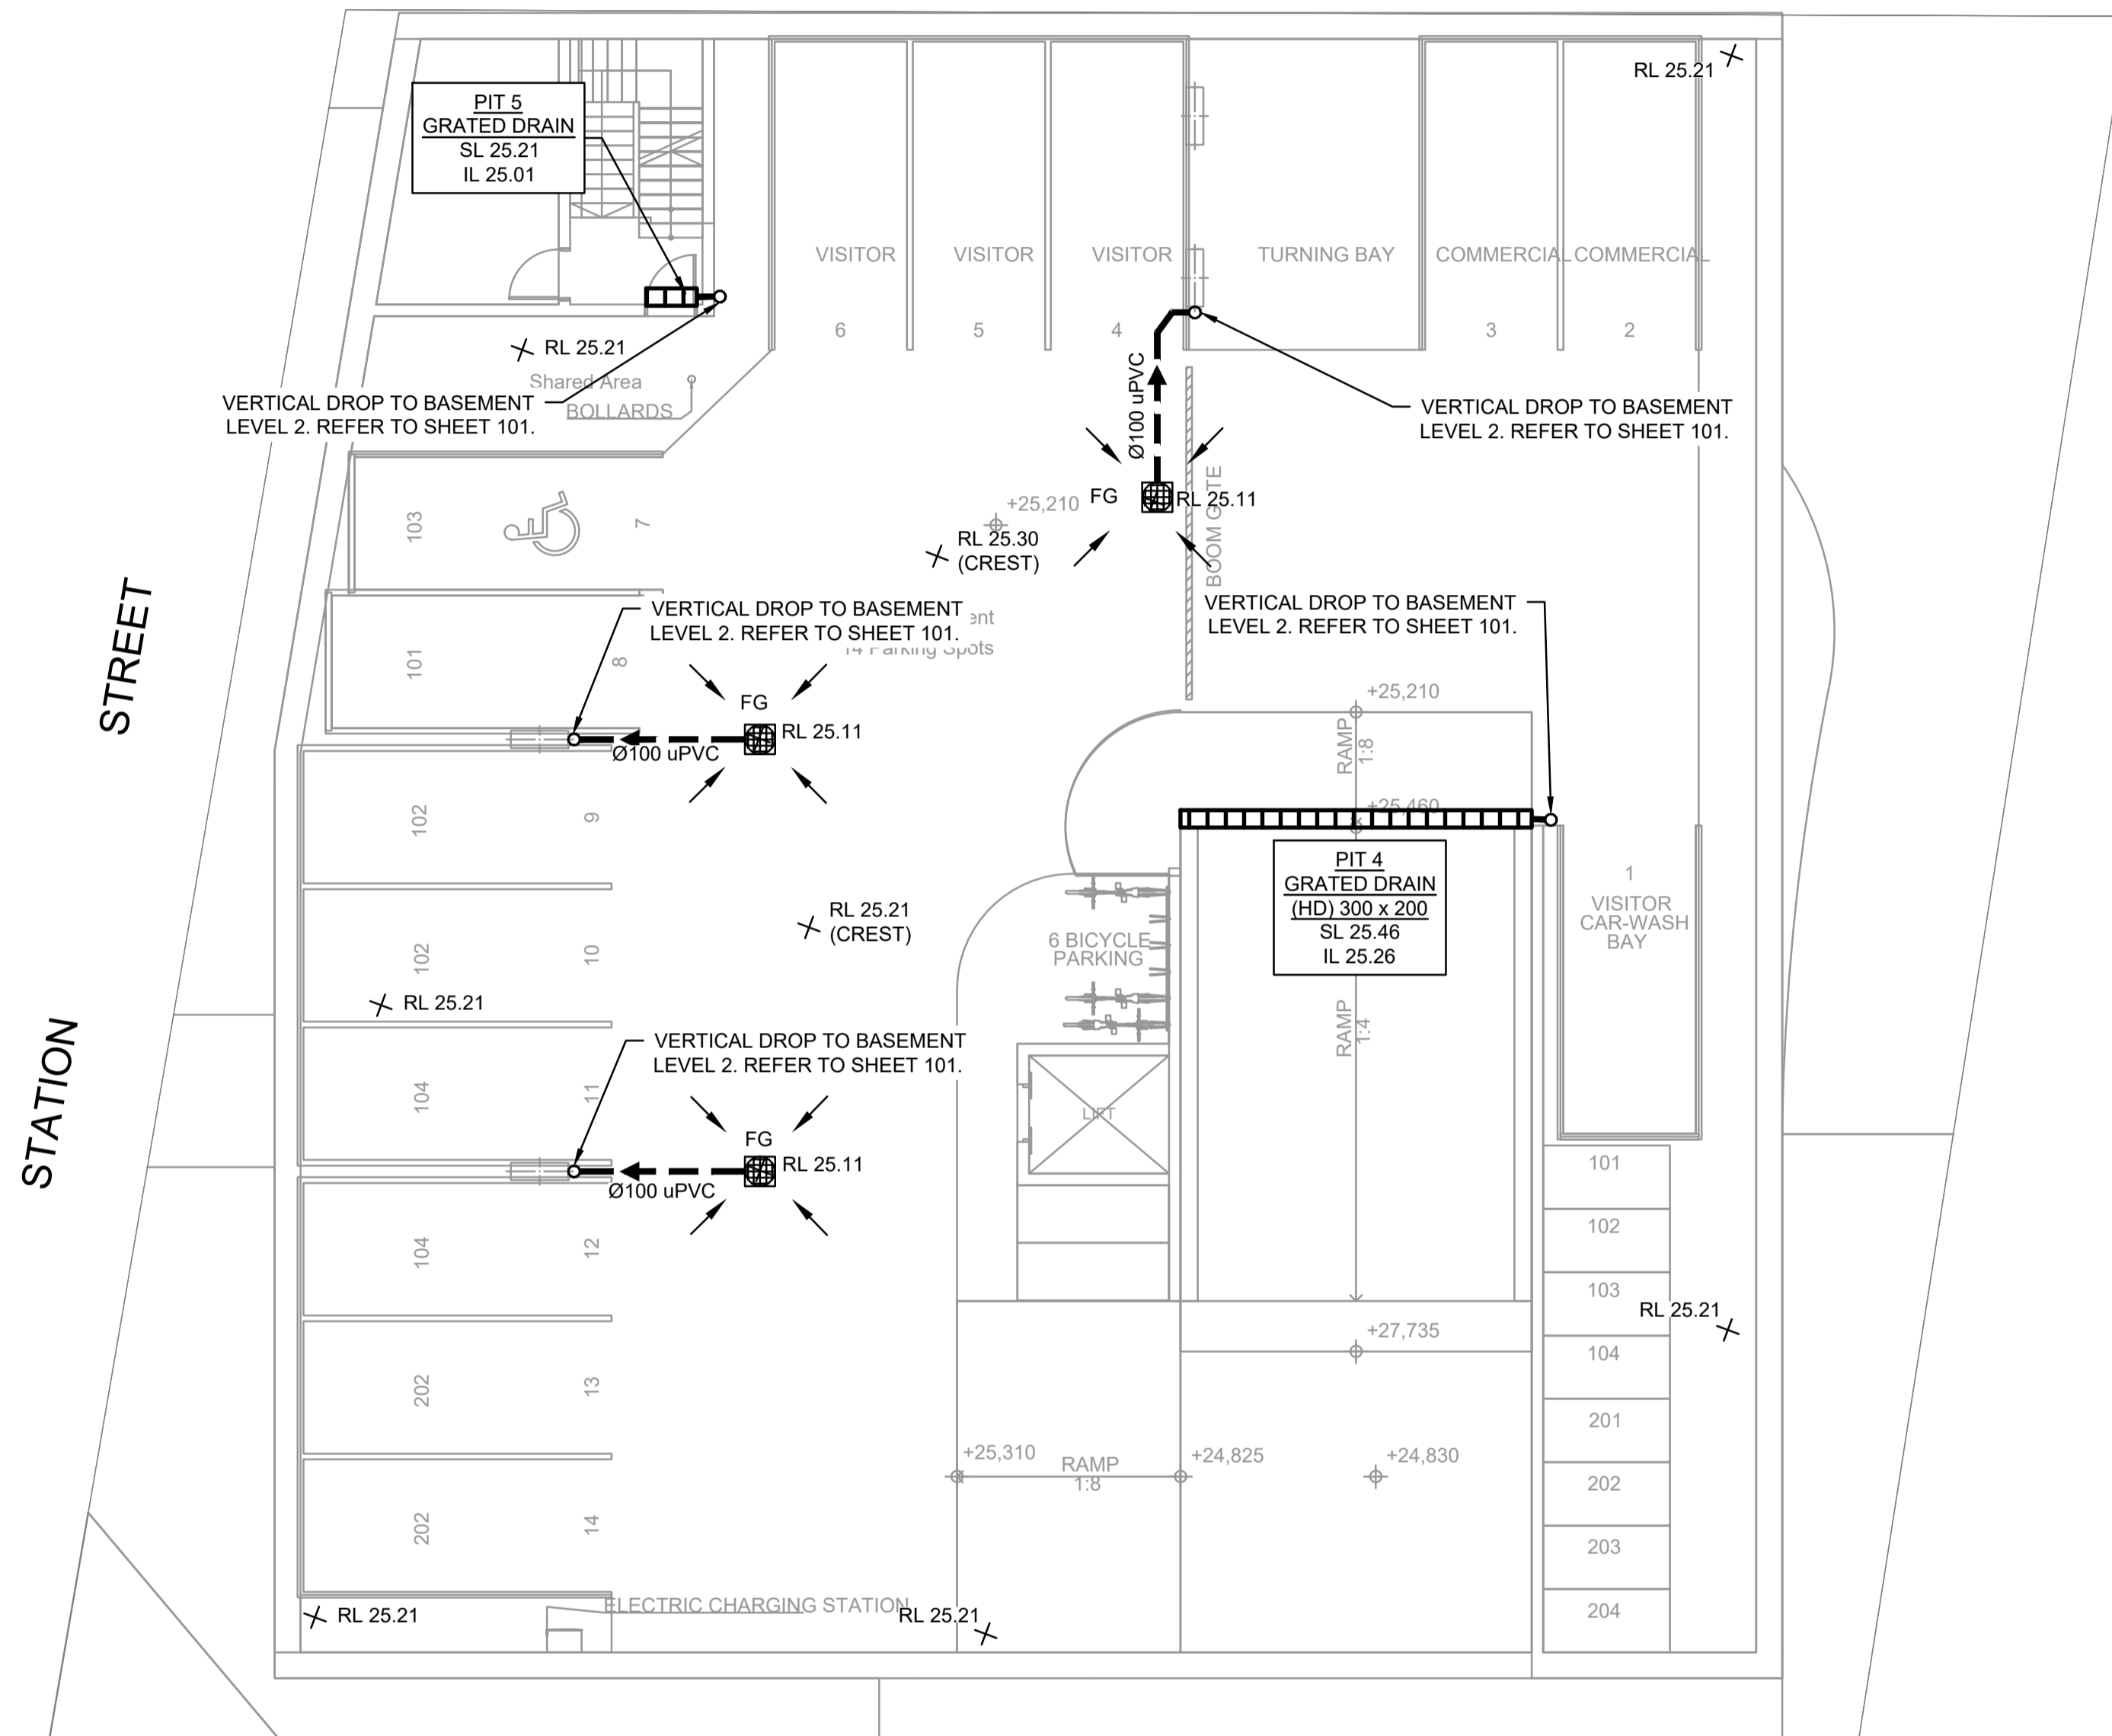 RL 25.21
PIT 5
GRATED DRAIN
SL 25.21
IL 25.01
VISITOR
VISITOR
VISITOR
TURNING BAY
COMMERCIAL
COMMERCIAL
6
5
4
3
2
RL 25.21
Shared Area
BOLLARDS
VERTICAL DROP TO BASEMENT
LEVEL 2. REFER TO SHEET 101.
Ø100 uPVC
VERTICAL DROP TO BASEMENT
LEVEL 2. REFER TO SHEET 101.
103
7
+25,210
FG
RL 25.11
RL 25.30
(CREST)
BOOM GATE
STREET
VERTICAL DROP TO BASEMENT
LEVEL 2. REFER TO SHEET 101.
14 Parking Spots
VERTICAL DROP TO BASEMENT
LEVEL 2. REFER TO SHEET 101.
101
8
FG
RL 25.11
Ø100 uPVC
+25,210
RAMP
1:8
+25,460
102
9
PIT 4
GRATED DRAIN
(HD) 300 x 200
SL 25.46
IL 25.26
1
VISITOR
CAR-WASH
BAY
RL 25.21
(CREST)
6 BICYCLE
PARKING
102
10
RL 25.21
RAMP
1:4
STATION
VERTICAL DROP TO BASEMENT
LEVEL 2. REFER TO SHEET 101.
104
11
LIFT
FG
RL 25.11
Ø100 uPVC
101
102
103
RL 25.21
104
201
202
203
204
104
12
+27,735
202
13
+25,310
RAMP
1:8
+24,825
+24,830
202
14
ELECTRIC CHARGING STATION
RL 25.21
RL 25.21